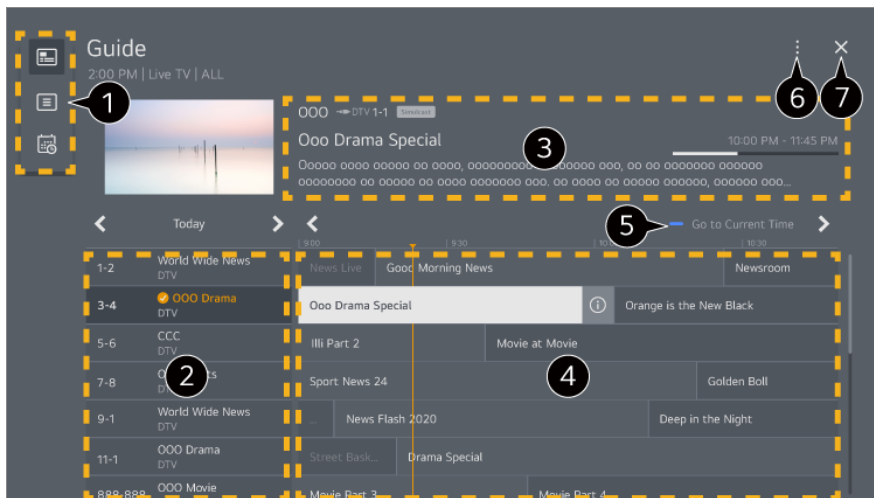 Guide
2:00 PM | Live TV | ALL
1
6
7
OOO DTV 1-1 Simulcast
Ooo Drama Special
10:00 PM - 11:45 PM
3
Ooooo oooo ooooo oo oooo,
ooo, oo oo ooooooo oooooo
oooooooo oo ooooo oo oooo ooooooo ooo. oo oooo oo ooooo oooooo, oooooo ooo...
Today
5
Go to Current Time
9:00
9:30
10:30
1-2
World Wide News
DTV
News Live
Good Morning News
Newsroom
3-4
OOO Drama
DTV
Ooo Drama Special
Orange is the New Black
5-6
CCC
DTV
Illi Part 2
Movie at Movie
7-8
2
DTV
Sport News 24
4
Golden Boll
9-1
World Wide News
DTV
...
News Flash 2020
Deep in the Night
11-1
OOO Drama
DTV
Street Bask...
Drama Special
888-888
OOO Movie
Movie Part 3
Movie Part 4